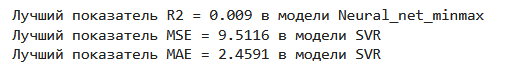 Лучший показатель R2 = 0.009 в модели Neural_net_minmax
Лучший показатель MSE = 9.5116 в модели SVR
Лучший показатель MAE = 2.4591 в модели SVR